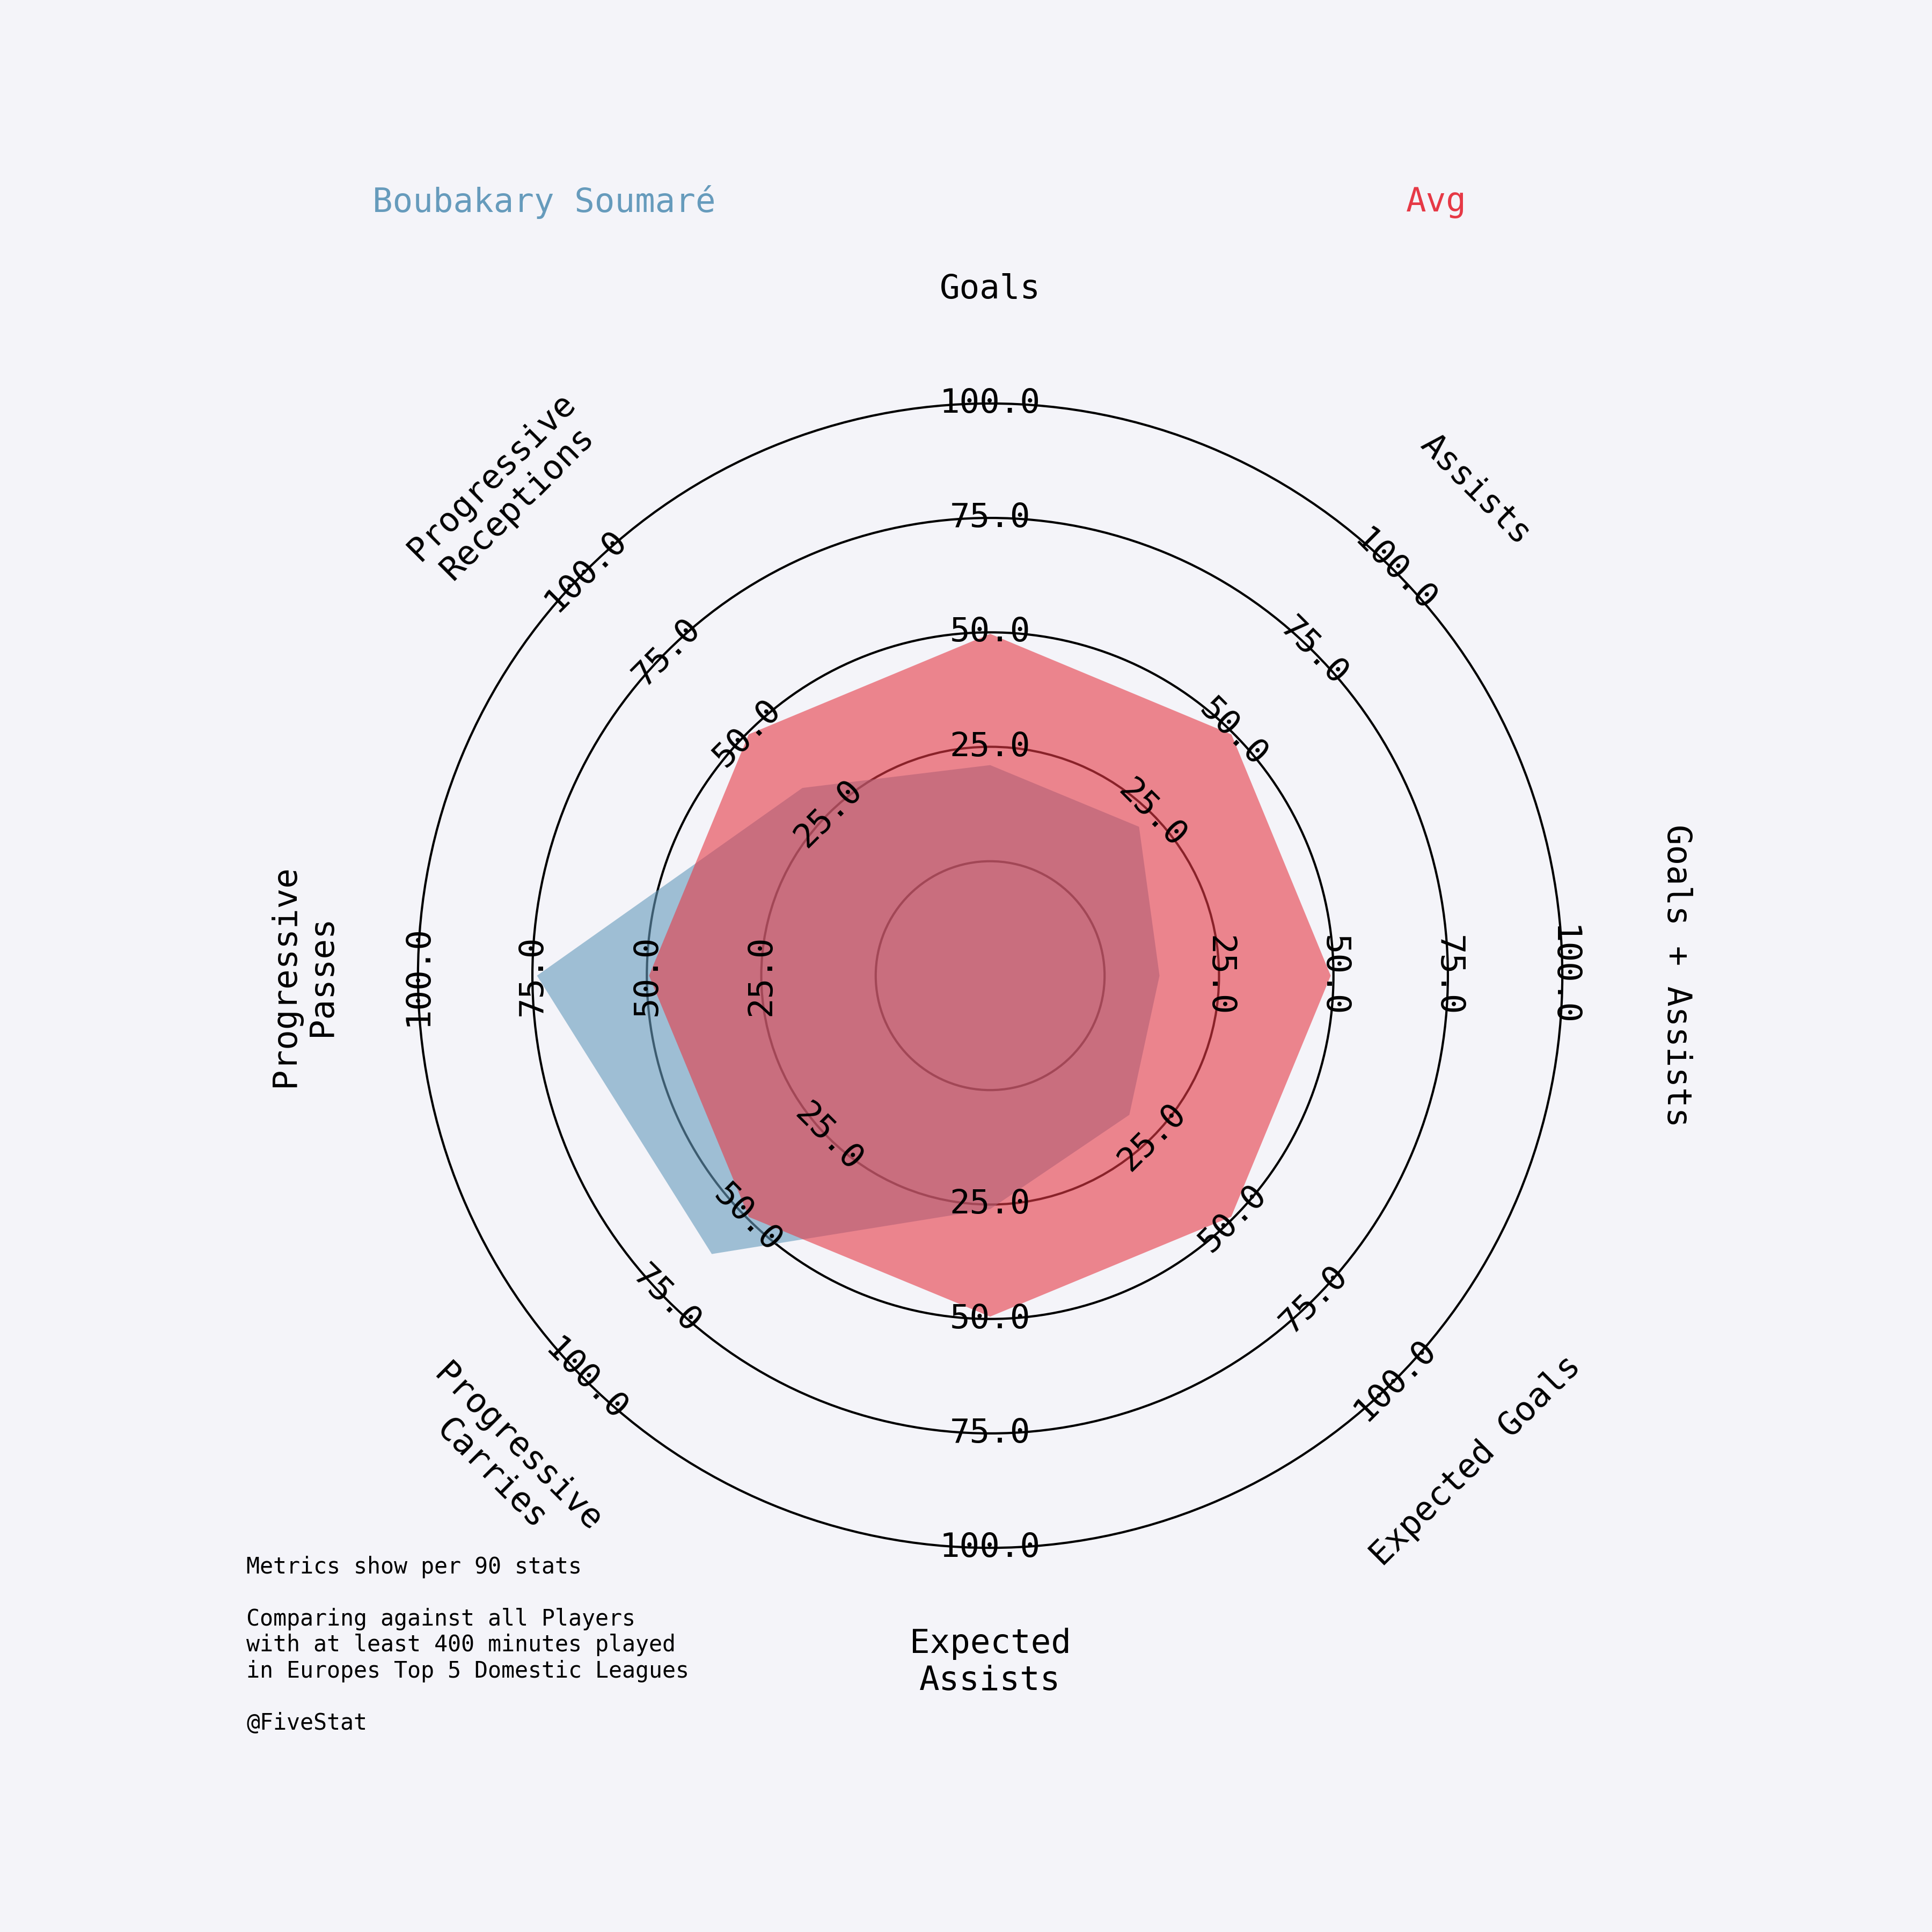 Boubakary Soumaré
Avg
Goals
Assists
Goals + Assists
Expected Goals
Expected
Assists
Progressive
Carries
Progressive
Passes
Progressive
Receptions
25.0
50.0
75.0
100.0
25.0
50.0
75.0
100.0
25.0
50.0
75.0
100.0
25.0
50.0
75.0
100.0
25.0
50.0
75.0
100.0
25.0
50.0
75.0
100.0
25.0
50.0
75.0
100.0
25.0
50.0
75.0
100.0
Metrics show per 90 stats
Comparing against all Players
with at least 400 minutes played
in Europes Top 5 Domestic Leagues
@FiveStat